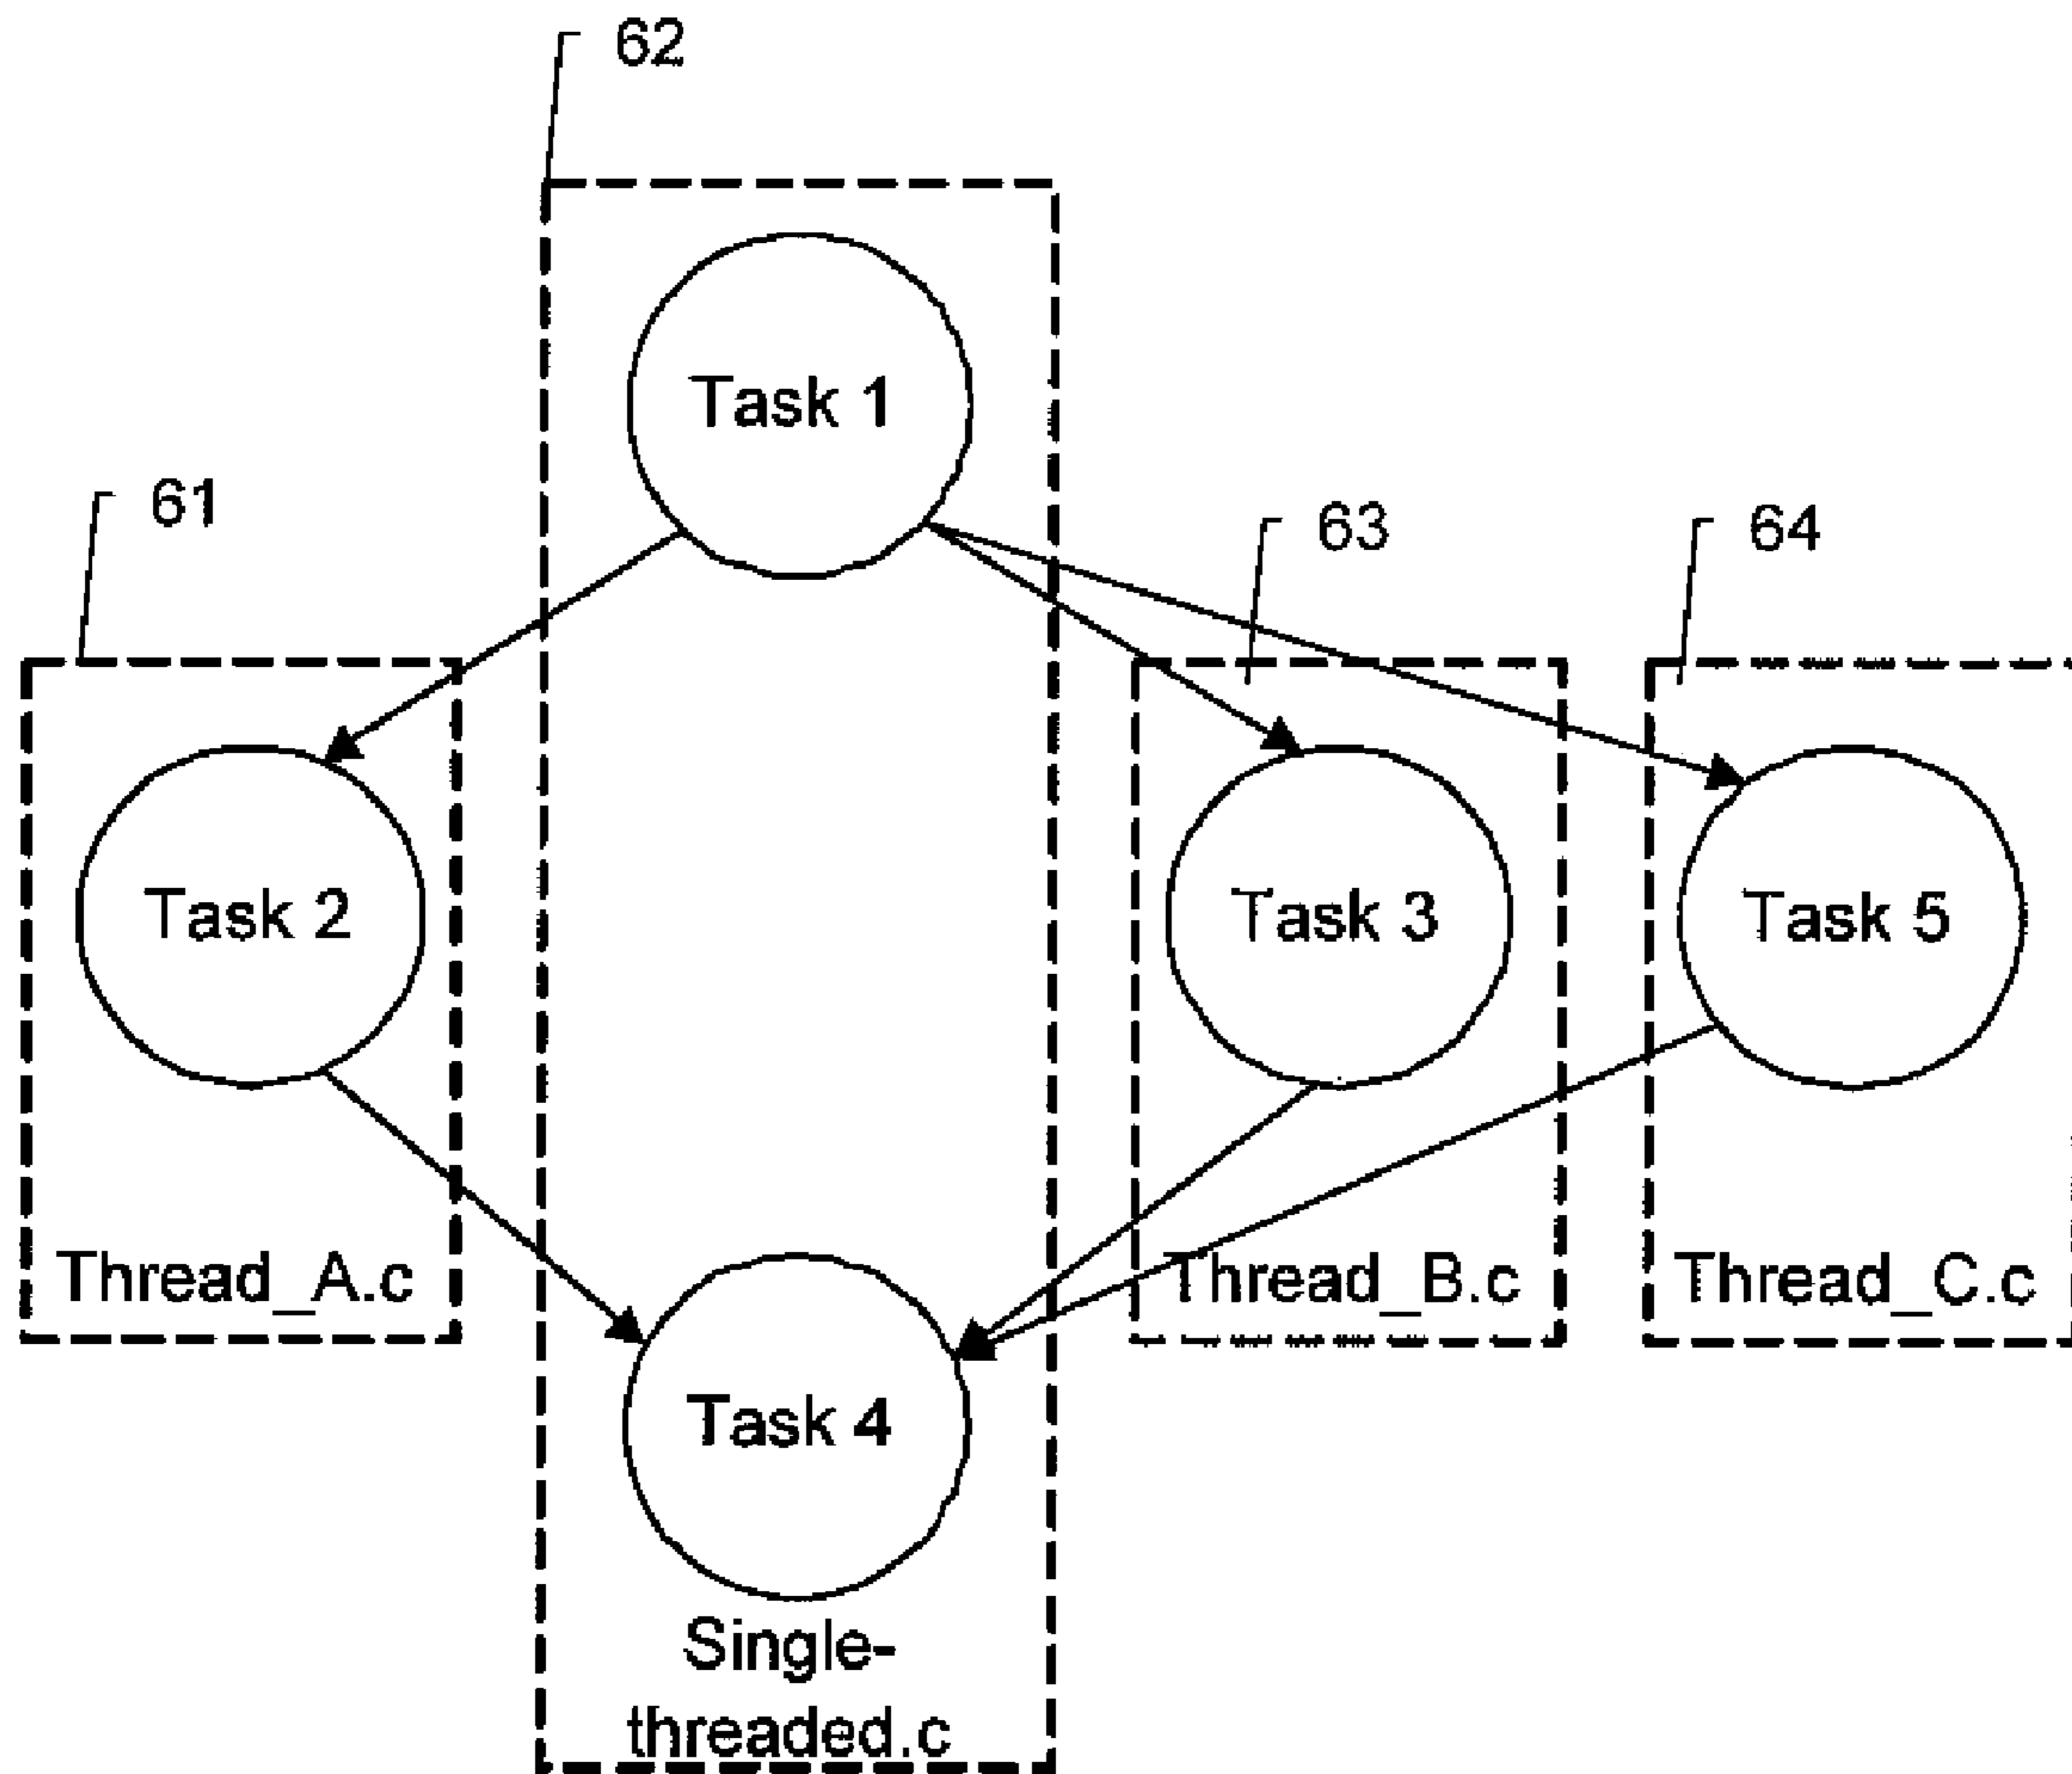 62
Task 1
61
63
64
Task 2
Task 3
Task 5
Thread_A.c
Thread_B.c
Thread_C.c
Task 4
Single-
threaded.c